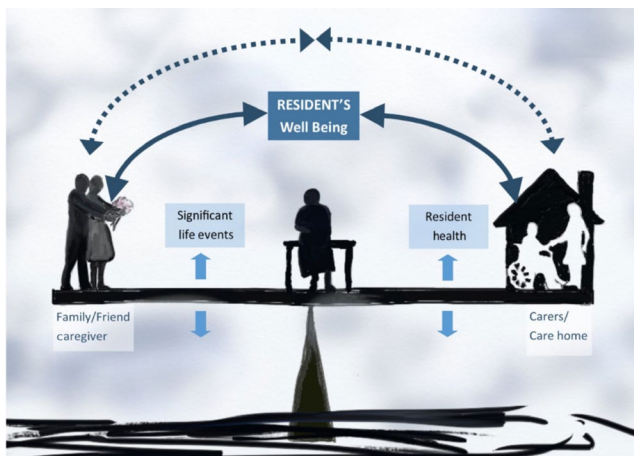 RESIDENT'S
Well Being
Significant
life events
Resident
health
Family/Friend
caregiver
Carers/
Care home